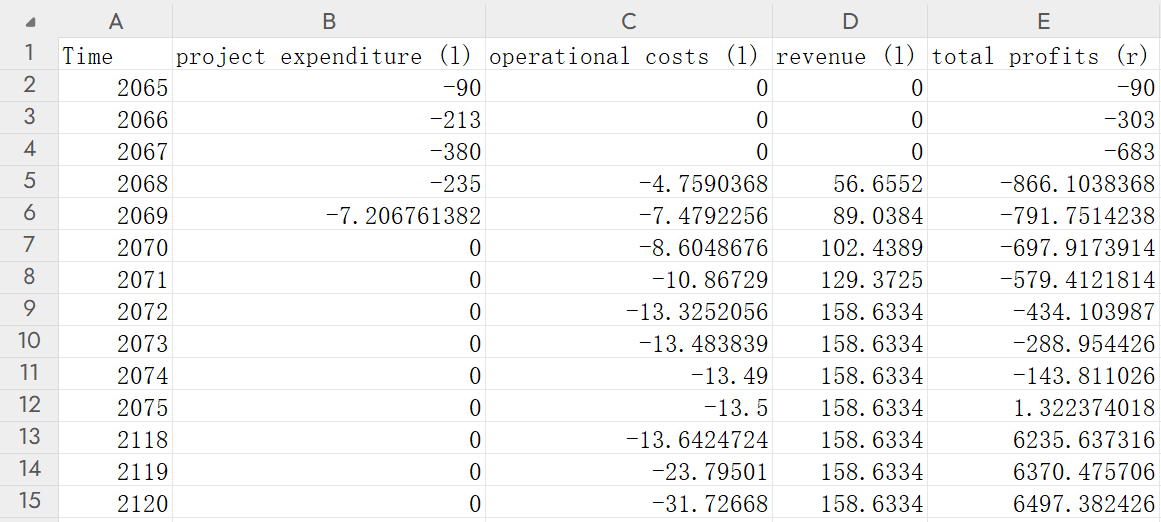 A B C D E
1 Time project expenditure (l) operational costs (l) revenue (l) total profits (r)
2 2065 -90 0 0 -90
3 2066 -213 0 0 -303
4 2067 -380 0 0 -683
5 2068 -235 -4.7590368 56.6552 -866.1038368
6 2069 -7.206761382 -7.4792256 89.0384 -791.7514238
7 2070 0 -8.6048676 102.4389 -697.9173914
8 2071 0 -10.86729 129.3725 -579.4121814
9 2072 0 -13.3252056 158.6334 -434.103987
10 2073 0 -13.483839 158.6334 -288.954426
11 2074 0 -13.49 158.6334 -143.811026
12 2075 0 -13.5 158.6334 1.322374018
13 2118 0 -13.6424724 158.6334 6235.637316
14 2119 0 -23.79501 158.6334 6370.475706
15 2120 0 -31.72668 158.6334 6497.382426